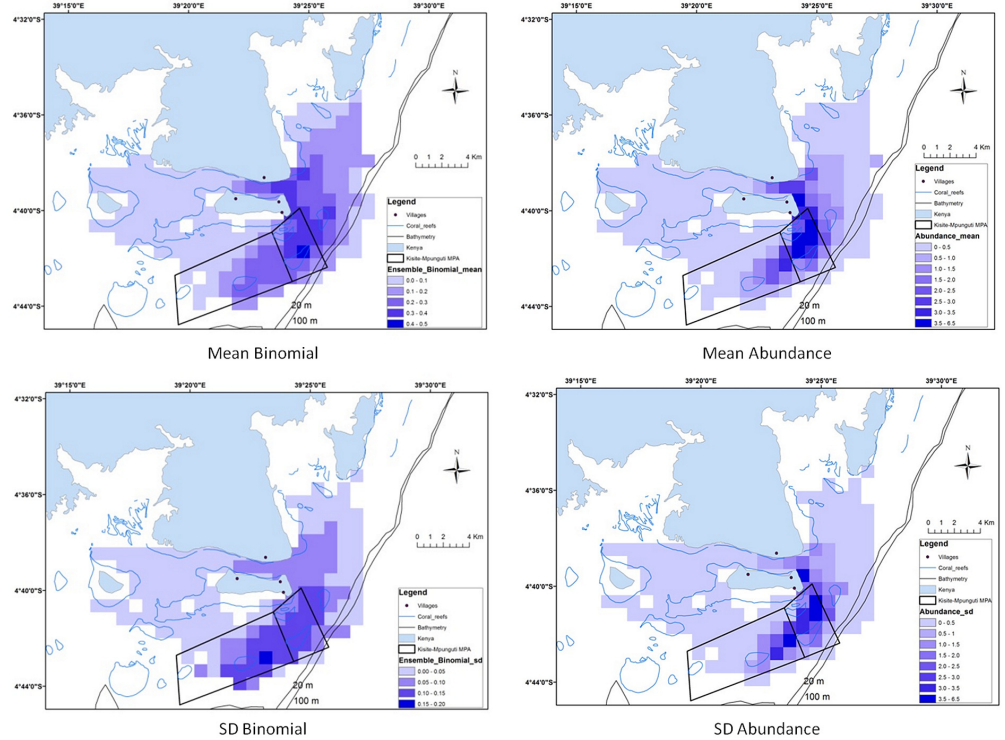 39°15'0"E 39°20'0"E 39°25'0"E 39°30'0"E
4°32'0"S
4°36'0"S
4°40'0"S
4°44'0"S
N
0 1 2 4 Km
Legend
Villages
Coral_reefs
Bathymetry
Kenya
Kisite-Mpunguti MPA
Ensemble_Binomial_mean
0.0 - 0.1
0.1 - 0.2
0.2 - 0.3
0.3 - 0.4
0.4 - 0.5
20 m
100 m
Mean Binomial
39°15'0"E 39°20'0"E 39°25'0"E 39°30'0"E
4°32'0"S
4°36'0"S
4°40'0"S
4°44'0"S
N
0 1 2 4 Km
Legend
Villages
Coral_reefs
Bathymetry
Kenya
Kisite-Mpunguti MPA
Abundance_mean
0 - 0.5
0.5 - 1.0
1.0 - 1.5
1.5 - 2.0
2.0 - 2.5
2.5 - 3.0
3.0 - 3.5
3.5 - 6.5
20 m
100 m
Mean Abundance
39°15'0"E 39°20'0"E 39°25'0"E 39°30'0"E
4°32'0"S
4°36'0"S
4°40'0"S
4°44'0"S
N
0 1 2 4 Km
Legend
Villages
Coral_reefs
Bathymetry
Kenya
Kisite-Mpunguti MPA
Ensemble_Binomial_sd
0.00 - 0.05
0.05 - 0.10
0.10 - 0.15
0.15 - 0.20
20 m
100 m
SD Binomial
39°15'0"E 39°20'0"E 39°25'0"E 39°30'0"E
4°32'0"S
4°36'0"S
4°40'0"S
4°44'0"S
N
0 1 2 4 Km
Legend
Villages
Coral_reefs
Bathymetry
Kenya
Kisite-Mpunguti MPA
Abundance_sd
0 - 0.5
0.5 - 1
1.0 - 1.5
1.5 - 2.0
2.0 - 2.5
2.5 - 3.0
3.0 - 3.5
3.5 - 6.5
20 m
100 m
SD Abundance